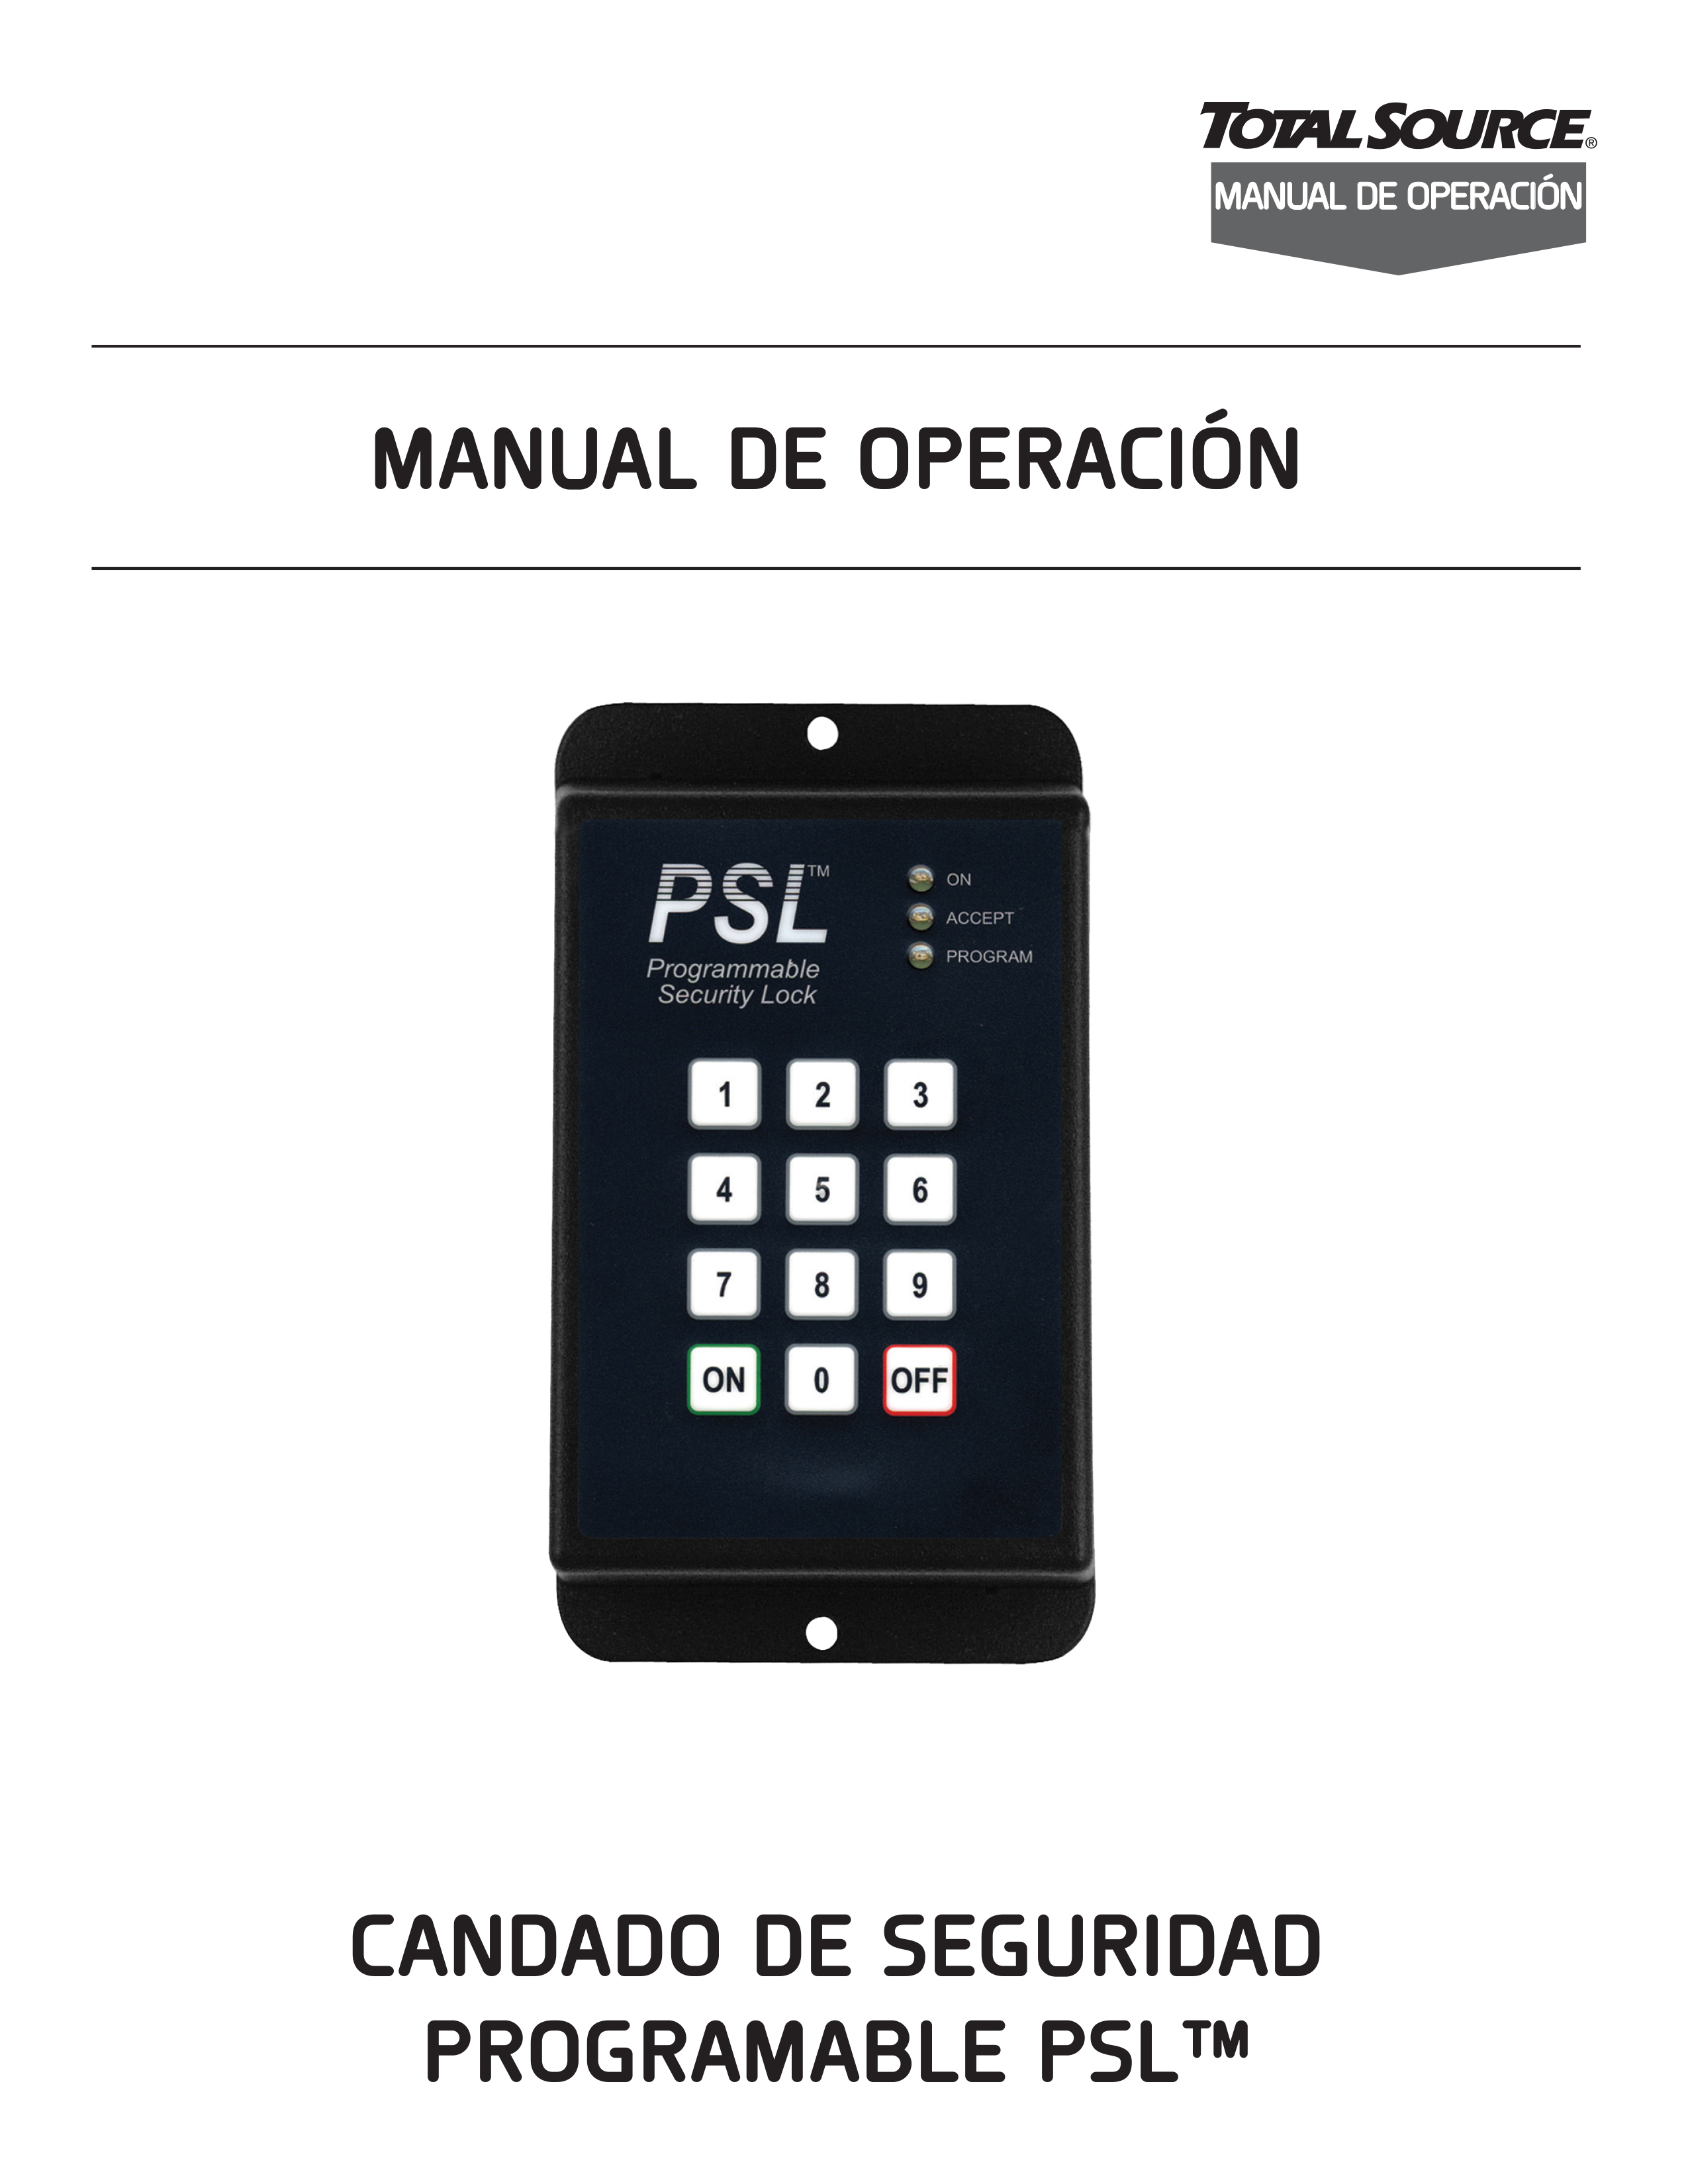 TOTAL SOURCE®
MANUAL DE OPERACIÓN
MANUAL DE OPERACIÓN
PSL™
Programmable
Security Lock
ON
ACCEPT
PROGRAM
1 2 3
4 5 6
7 8 9
ON 0 OFF
CANDADO DE SEGURIDAD
PROGRAMABLE PSL™